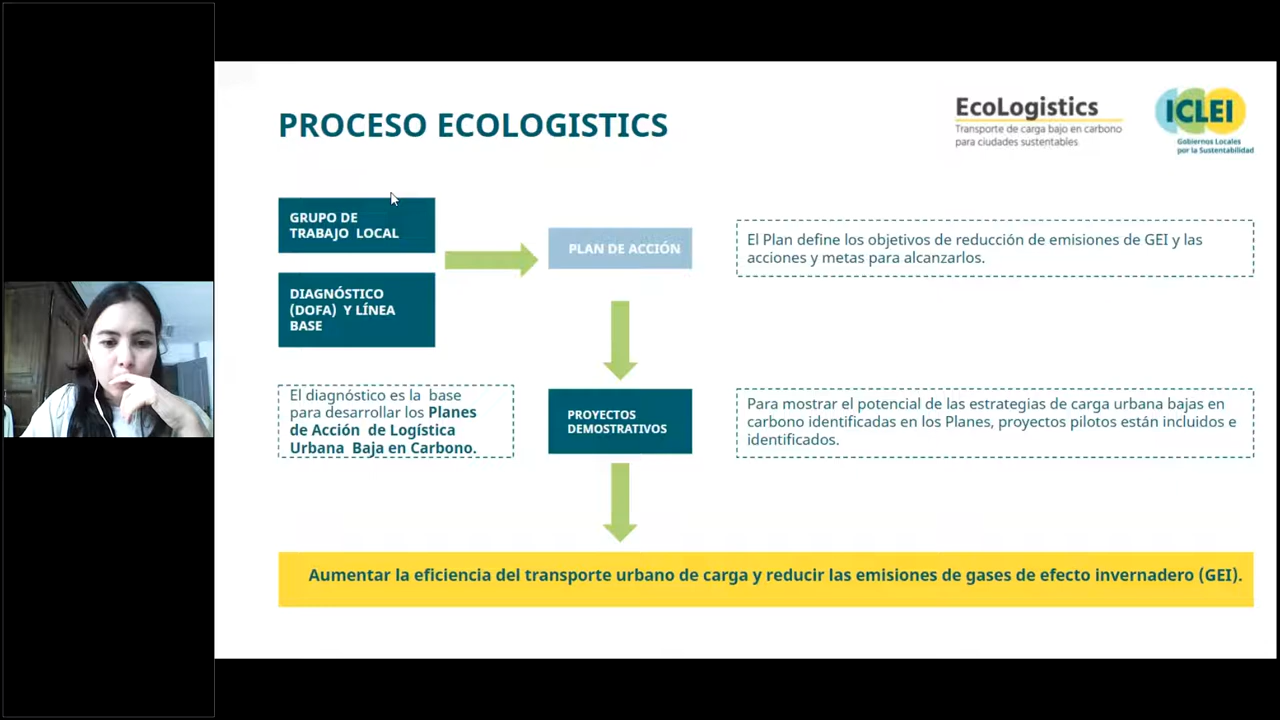 PROCESO ECOLOGISTICS
EcoLogistics
Transporte de carga bajo en carbono
para ciudades sustentables
ICLEI
Gobiernos Locales
por la Sustentabilidad
GRUPO DE
TRABAJO LOCAL
DIAGNÓSTICO
(DOFA) Y LÍNEA
BASE
PLAN DE ACCIÓN
El Plan define los objetivos de reducción de emisiones de GEI y las
acciones y metas para alcanzarlos.
El diagnóstico es la base
para desarrollar los Planes
de Acción de Logística
Urbana Baja en Carbono.
PROYECTOS
DEMOSTRATIVOS
Para mostrar el potencial de las estrategias de carga urbana bajas en
carbono identificadas en los Planes, proyectos pilotos están incluidos e
identificados.
Aumentar la eficiencia del transporte urbano de carga y reducir las emisiones de gases de efecto invernadero (GEI).